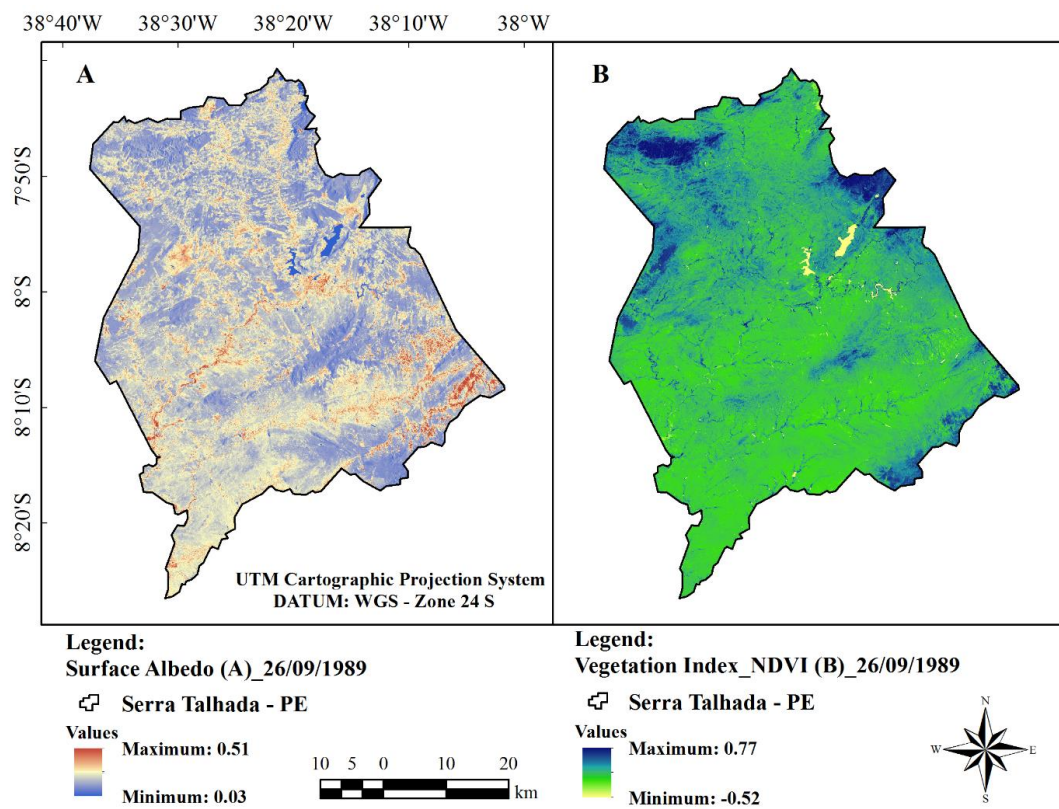 38°40'W 38°30'W 38°20'W 38°10'W
A
B
7°50'S
8°S
8°10'S
8°20'S
UTM Cartographic Projection System
DATUM: WGS - Zone 24 S
Legend:
Surface Albedo (A)_26/09/1989
Serra Talhada - PE
Values
Maximum: 0.51
Minimum: 0.03
10 5 0 10 20
km
Legend:
Vegetation Index_NDVI (B)_26/09/1989
Serra Talhada - PE
Values
Maximum: 0.77
Minimum: -0.52
N
W E
S